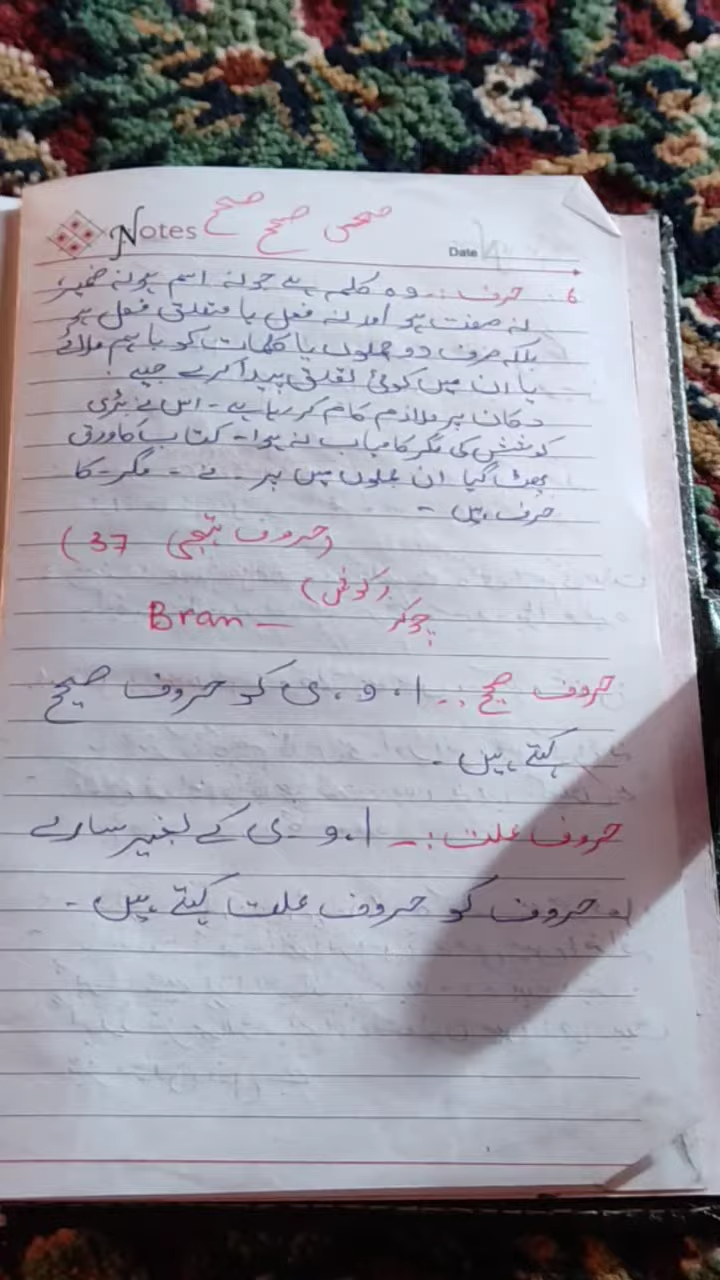 Notes صحیح صحیح صحیح
Date
6. حرف :۔ وہ کلمہ ہے جو نہ اسم ہو نہ ضمیر،
نہ صفت ہو اور نہ فعل یا متعلق فعل ہو
بلکہ صرف دو جملوں یا کلمات کو باہم ملائے
یا ان میں کوئی تعلق پیدا کرے جیسے:
دکان پر ملازم کام کر رہا ہے۔ اس نے بڑی
کوشش کی مگر کامیاب نہ ہوا۔ کتاب کا ورق
پھٹ گیا ان جملوں میں پر۔ نے۔ مگر۔ کا
حرف ہیں۔
(حروف تہجی 37)
چوکر
Bran —
حروف صحیح :۔ ا، و، ی کو حروف صحیح
کہتے ہیں۔
حروف علت :۔ ا، و۔ی کے بغیر سارے
حروف کو حروف علت کہتے ہیں۔